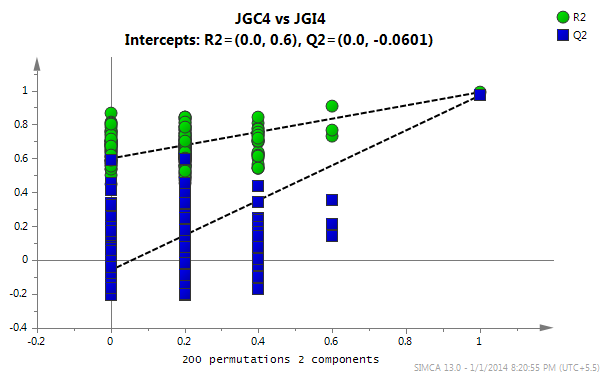 JGC4 vs JGI4
Intercepts: R2=(0.0, 0.6), Q2=(0.0, -0.0601)
R2
Q2
1
0.8
0.6
0.4
0.2
0
-0.2
-0.4
-0.2 0 0.2 0.4 0.6 0.8 1
200 permutations 2 components
SIMCA 13.0 - 1/1/2014 8:20:55 PM (UTC+5.5)